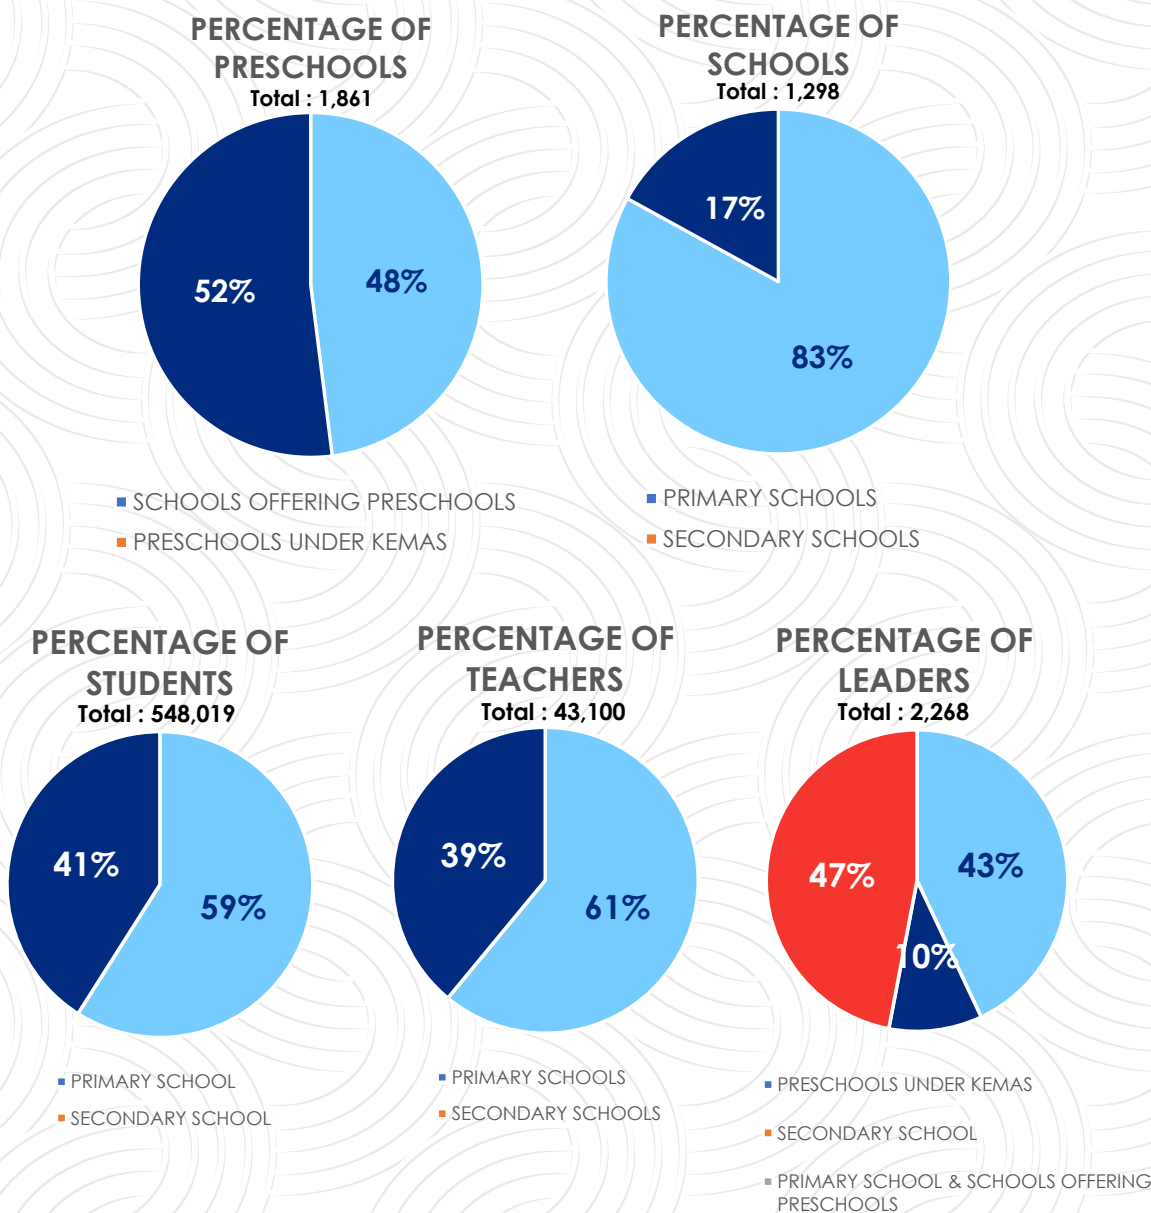 PERCENTAGE OF
PRESCHOOLS
Total : 1,861
52%
48%
SCHOOLS OFFERING PRESCHOOLS
PRESCHOOLS UNDER KEMAS
PERCENTAGE OF
SCHOOLS
Total : 1,298
17%
83%
PRIMARY SCHOOLS
SECONDARY SCHOOLS
PERCENTAGE OF
STUDENTS
Total : 548,019
41%
59%
PRIMARY SCHOOL
SECONDARY SCHOOL
PERCENTAGE OF
TEACHERS
Total : 43,100
39%
61%
PRIMARY SCHOOLS
SECONDARY SCHOOLS
PERCENTAGE OF
LEADERS
Total : 2,268
47%
43%
10%
PRESCHOOLS UNDER KEMAS
SECONDARY SCHOOL
PRIMARY SCHOOL & SCHOOLS OFFERING
PRESCHOOLS